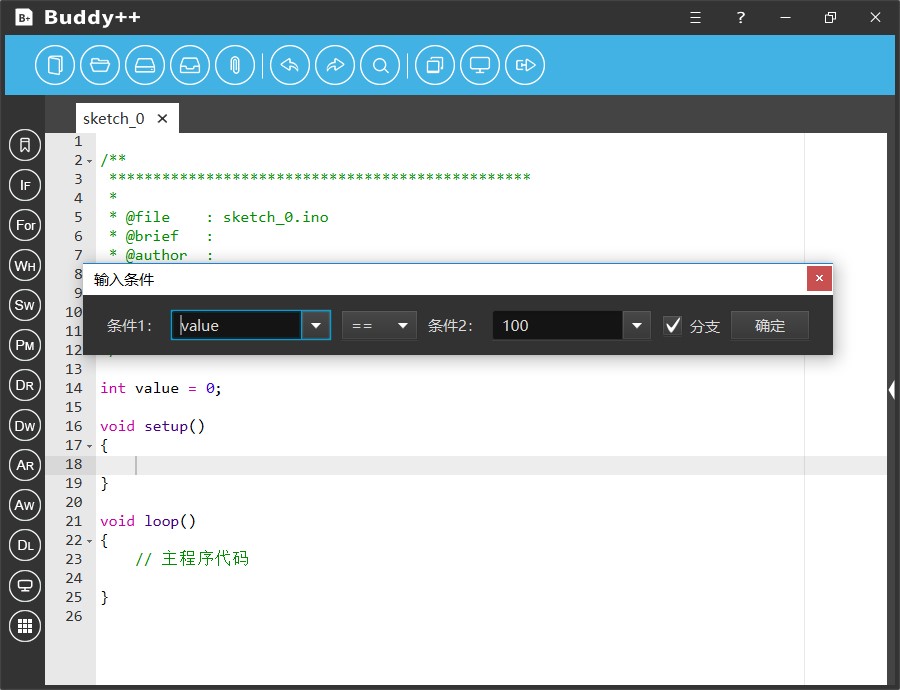 B+ Buddy++
?
sketch_0
1
2 /**
3 ************************************************
4 *
5 * @file : sketch_0.ino
6 * @brief :
7 * @author :
8
输入条件
9
10
条件1: value == 条件2: 100 分支 确定
11
12
13
14 int value = 0;
15
16 void setup()
17 {
18
19 }
20
21 void loop()
22 {
23 // 主程序代码
24
25 }
26
IF
For
WH
SW
PM
DR
DW
AR
AW
DL